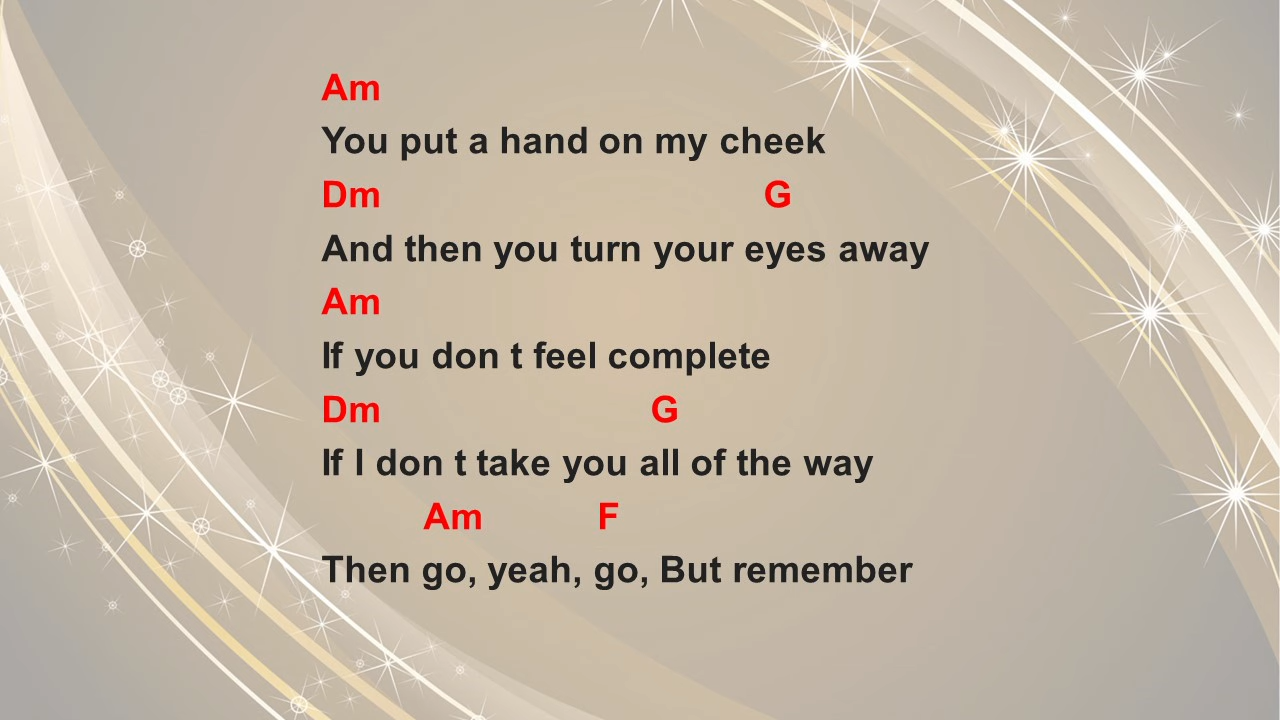 Am
You put a hand on my cheek
Dm G
And then you turn your eyes away
Am
If you don t feel complete
Dm G
If I don t take you all of the way
Am F
Then go, yeah, go, But remember